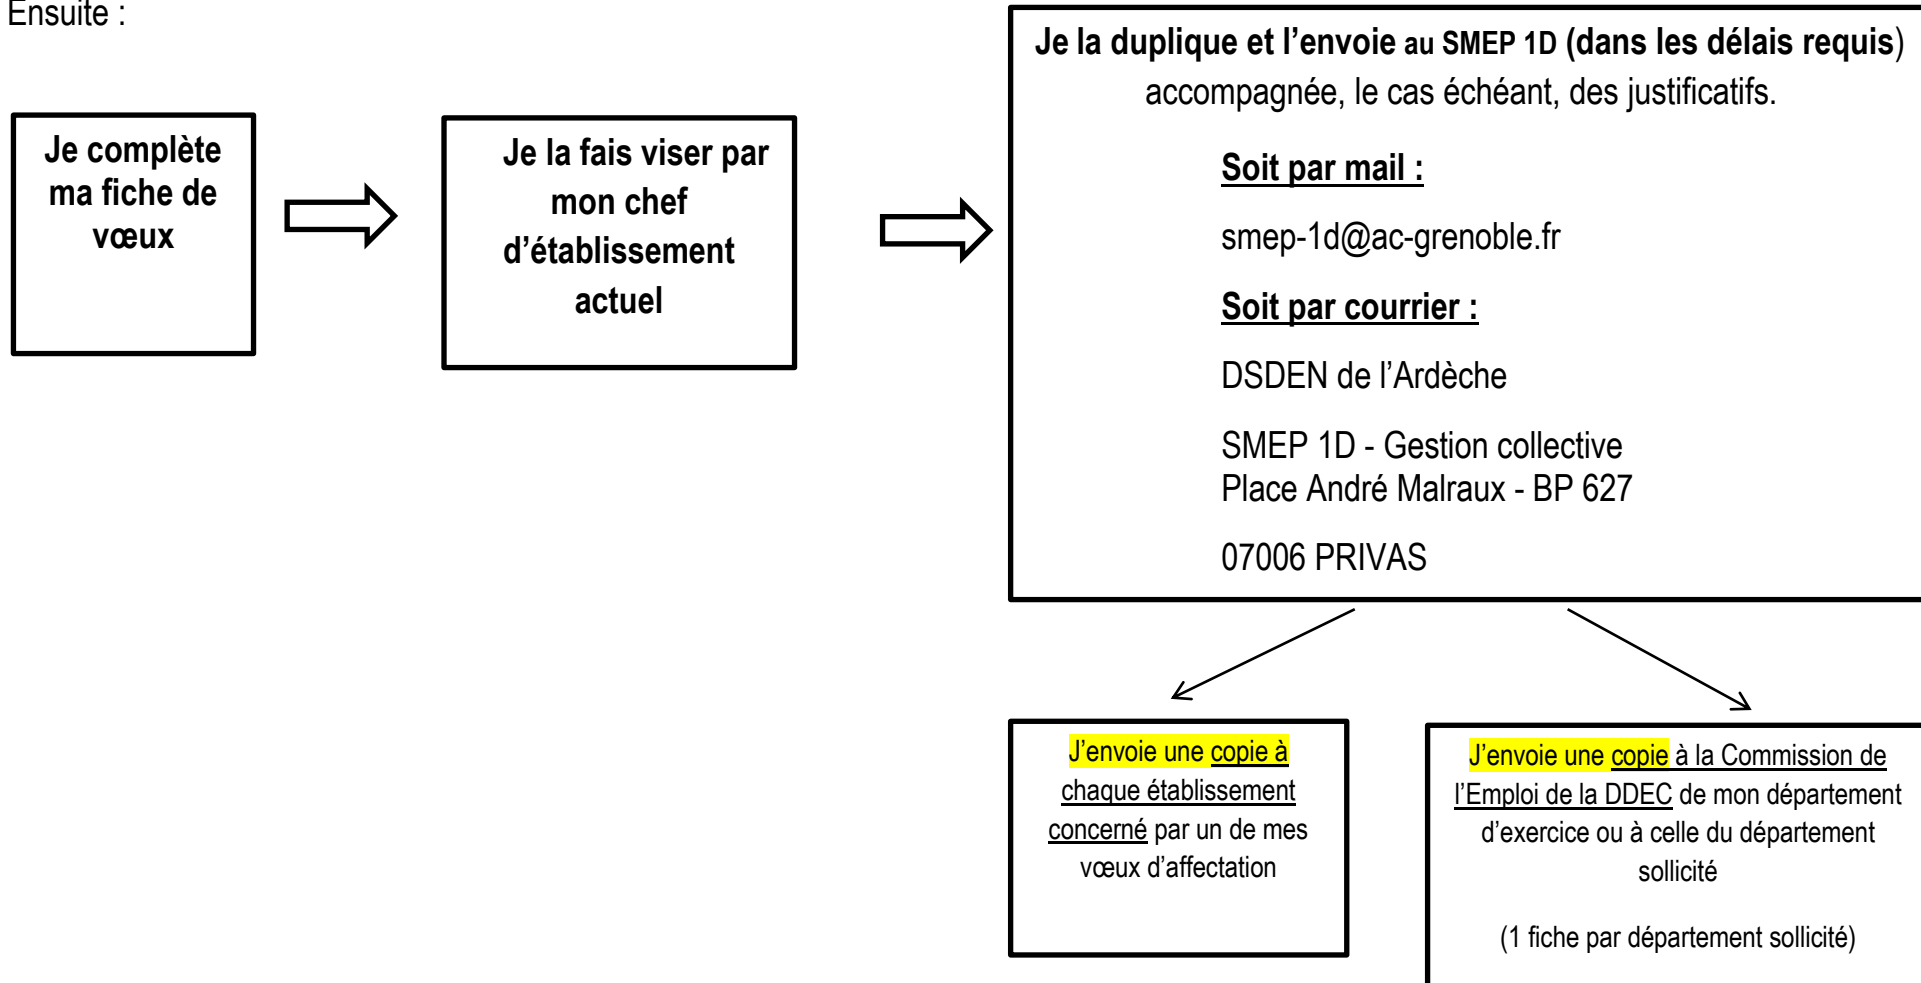 Ensuite :
Je complète
ma fiche de
vœux
Je la fais viser par
mon chef
d’établissement
actuel
Je la duplique et l’envoie au SMEP 1D (dans les délais requis)
accompagnée, le cas échéant, des justificatifs.
Soit par mail :
smep-1d@ac-grenoble.fr
Soit par courrier :
DSDEN de l’Ardèche
SMEP 1D - Gestion collective
Place André Malraux - BP 627
07006 PRIVAS
J’envoie une copie à
chaque établissement
concerné par un de mes
vœux d’affectation
J’envoie une copie à la Commission de
l’Emploi de la DDEC de mon département
d’exercice ou à celle du département
sollicité
(1 fiche par département sollicité)